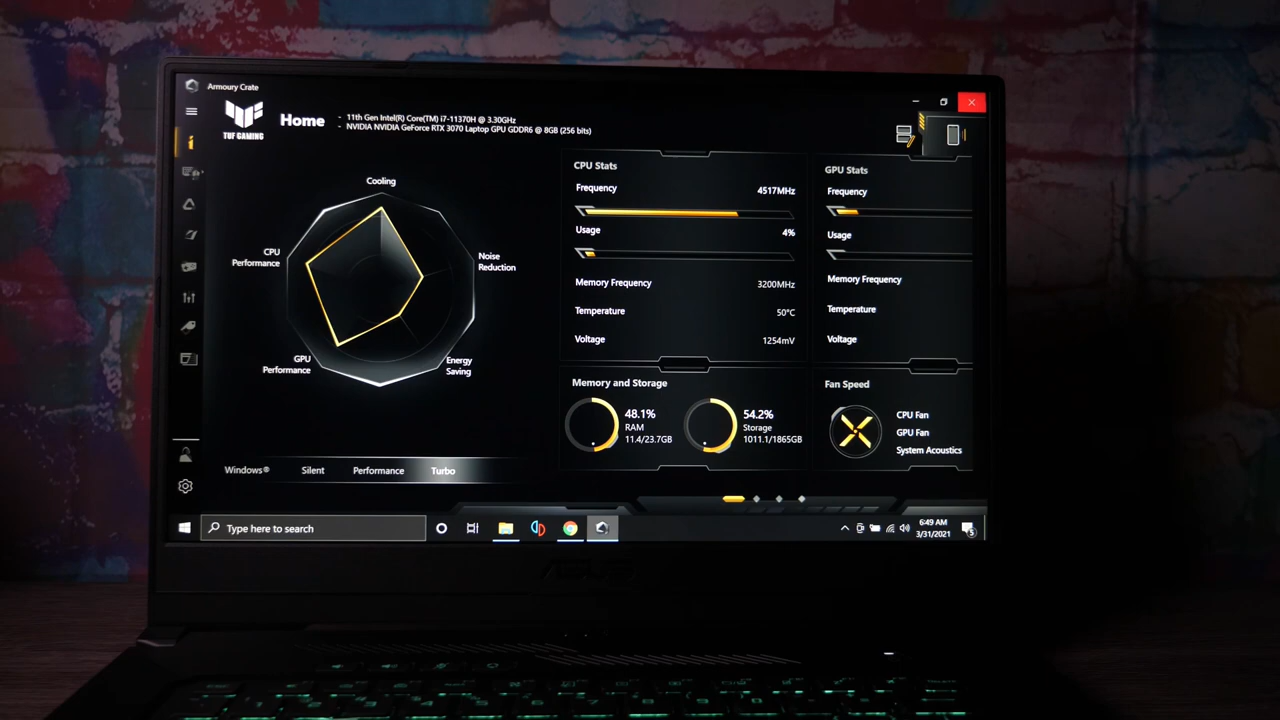 Armoury Crate
TUF GAMING
Home
- 11th Gen Intel(R) Core(TM) i7-11370H @ 3.30GHz
- NVIDIA NVIDIA GeForce RTX 3070 Laptop GPU GDDR6 @ 8GB (256 bits)
Cooling
CPU
Performance
Noise
Reduction
GPU
Performance
Energy
Saving
Windows®
Silent
Performance
Turbo
CPU Stats
Frequency
4517MHz
Usage
4%
Memory Frequency
3200MHz
Temperature
50°C
Voltage
1254mV
GPU Stats
Frequency
Usage
Memory Frequency
Temperature
Voltage
Memory and Storage
48.1%
RAM
11.4/23.7GB
54.2%
Storage
1011.1/1865GB
Fan Speed
CPU Fan
GPU Fan
System Acoustics
Type here to search
6:49 AM
3/31/2021
5
ASUS